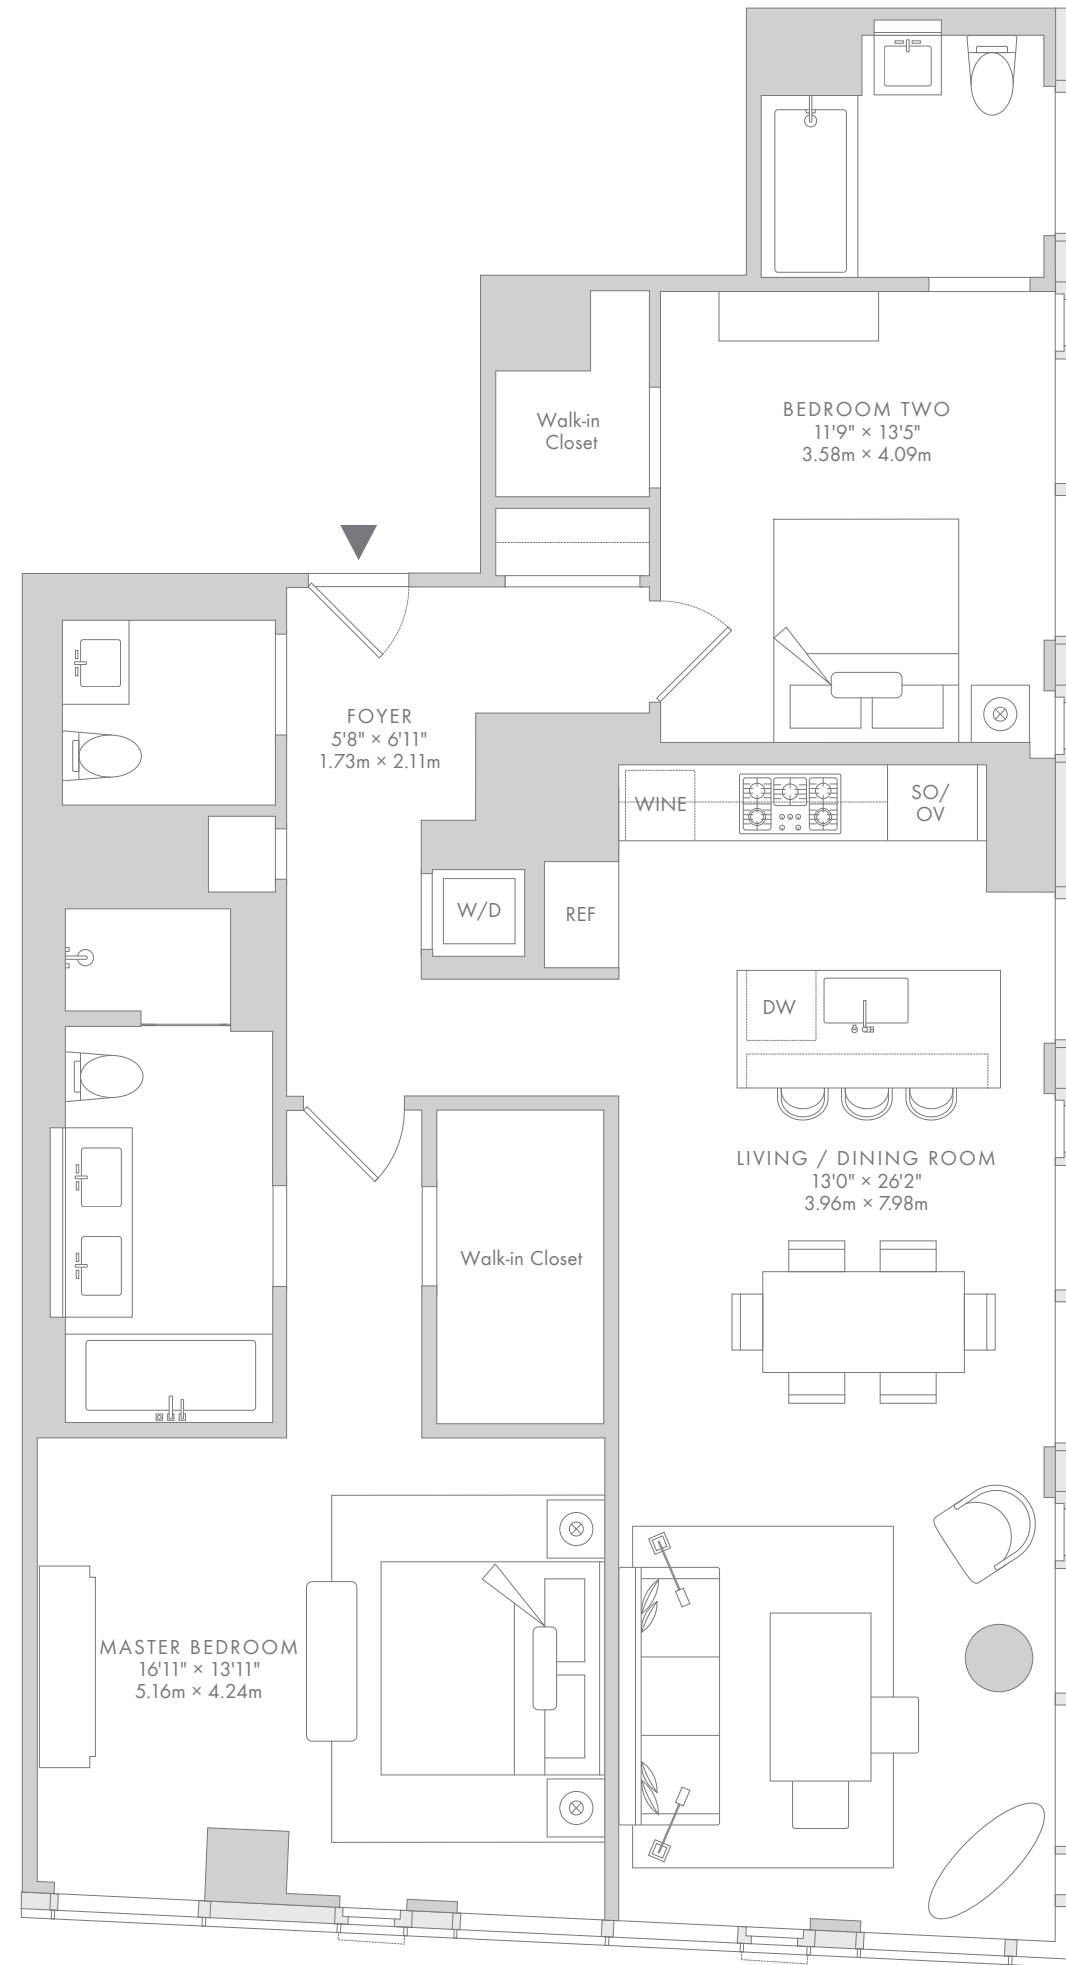 BEDROOM TWO
11'9" × 13'5"
3.58m × 4.09m
Walk-in
Closet
FOYER
5'8" × 6'11"
1.73m × 2.11m
WINE
SO/
OV
W/D
REF
DW
LIVING / DINING ROOM
13'0" × 26'2"
3.96m × 7.98m
Walk-in Closet
MASTER BEDROOM
16'11" × 13'11"
5.16m × 4.24m